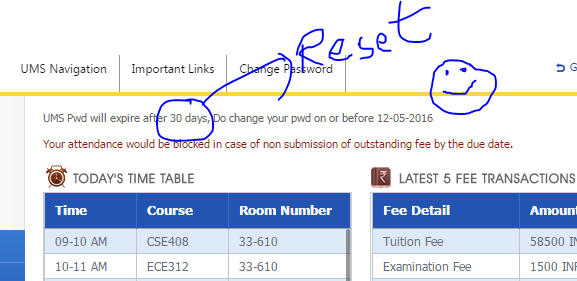 Reset
UMS Navigation Important Links Change Password G
UMS Pwd will expire after 30 days, Do change your pwd on or before 12-05-2016
Your attendance would be blocked in case of non submission of outstanding fee by the due date.
TODAY'S TIME TABLE LATEST 5 FEE TRANSACTIONS
Time Course Room Number Fee Detail Amoun
09-10 AM CSE408 33-610 Tuition Fee 58500 IN
10-11 AM ECE312 33-610 Examination Fee 1500 INF